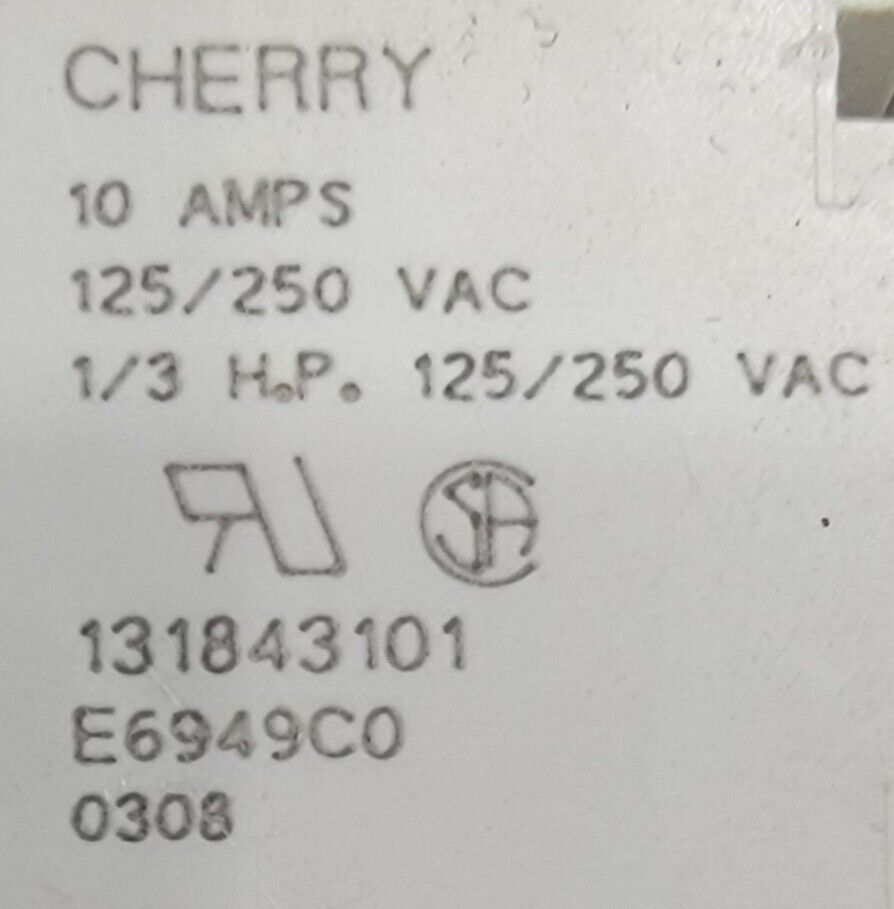 CHERRY
10 AMPS
125/250 VAC
1/3 H.P. 125/250 VAC
131843101
E6949C0
0308